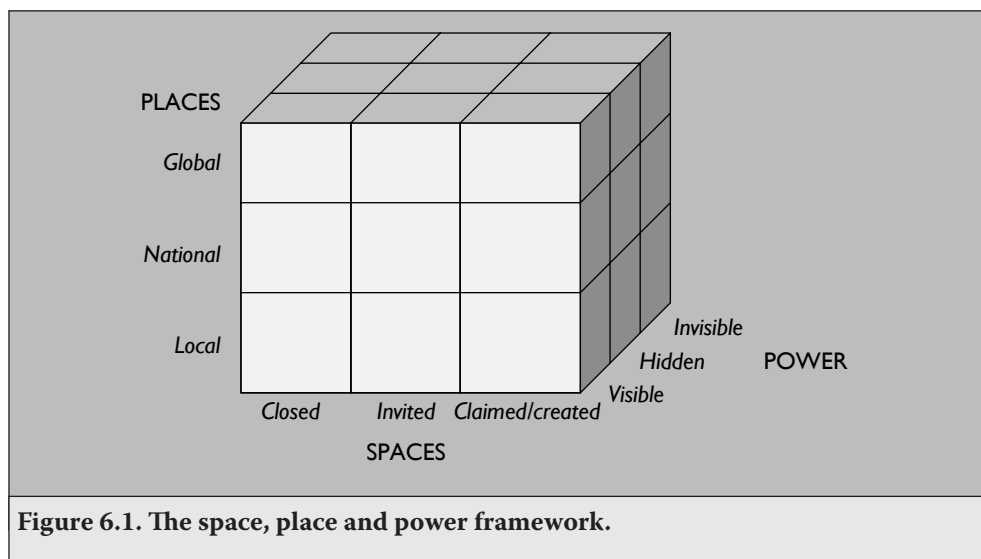 PLACES
Global
National
Local
Closed Invited Claimed/created
SPACES
Visible
Hidden
Invisible
POWER
Figure 6.1. The space, place and power framework.